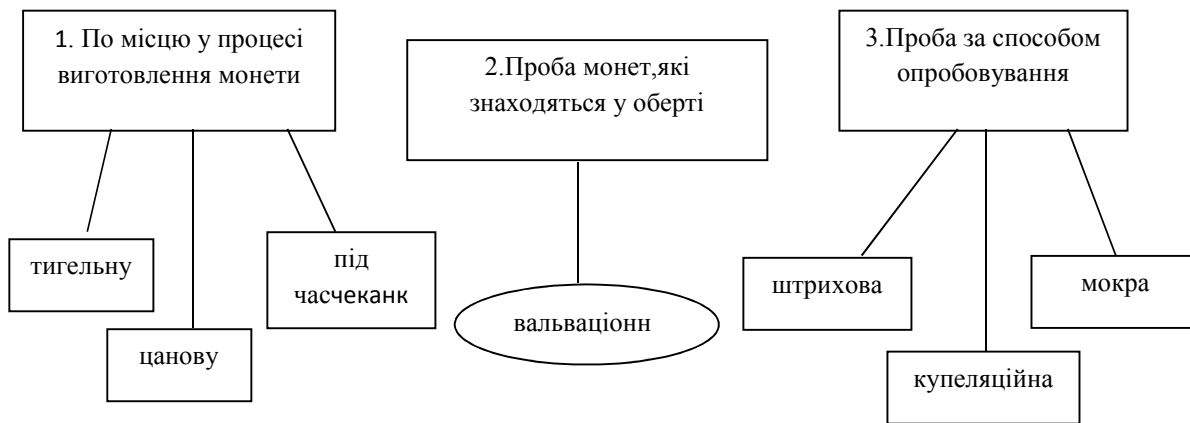 1. По місцю у процесі
виготовлення монети
2.Проба монет,які
знаходяться у оберті
3.Проба за способом
опробовування
тигельну
цанову
під
часчеканк
вальваціонн
штрихова
купеляційна
мокра